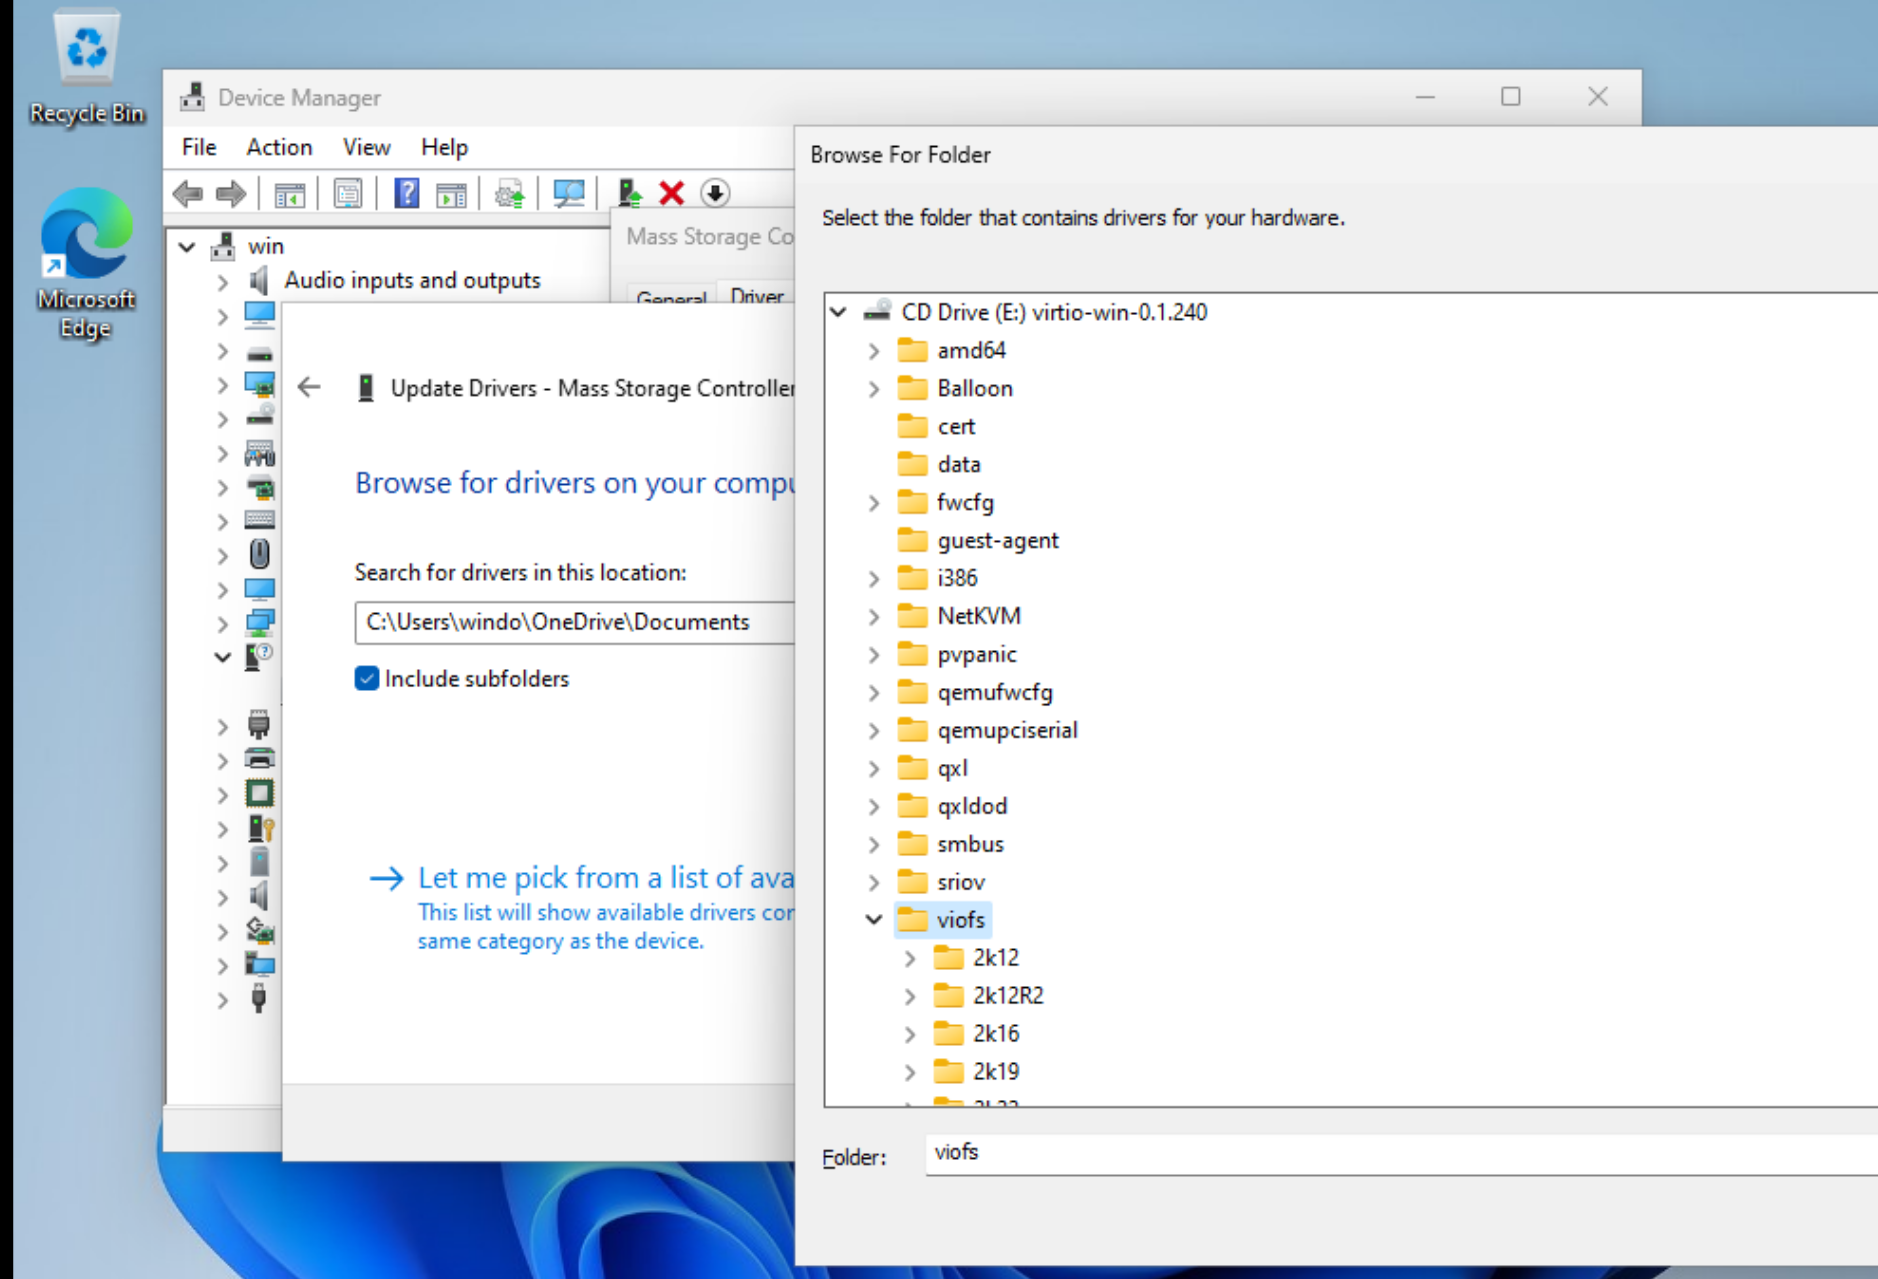 Recycle Bin
Microsoft
Edge
Device Manager
File Action View Help
win
Audio inputs and outputs
Mass Storage Co
General Driver
Update Drivers - Mass Storage Controller
Browse for drivers on your compu
Search for drivers in this location:
C:\Users\windo\OneDrive\Documents
Include subfolders
Let me pick from a list of ava
This list will show available drivers cor
same category as the device.
Browse For Folder
Select the folder that contains drivers for your hardware.
CD Drive (E:) virtio-win-0.1.240
amd64
Balloon
cert
data
fwcfg
guest-agent
i386
NetKVM
pvpanic
qemufwcfg
qemupciserial
qxl
qxldod
smbus
sriov
viofs
2k12
2k12R2
2k16
2k19
Folder: viofs